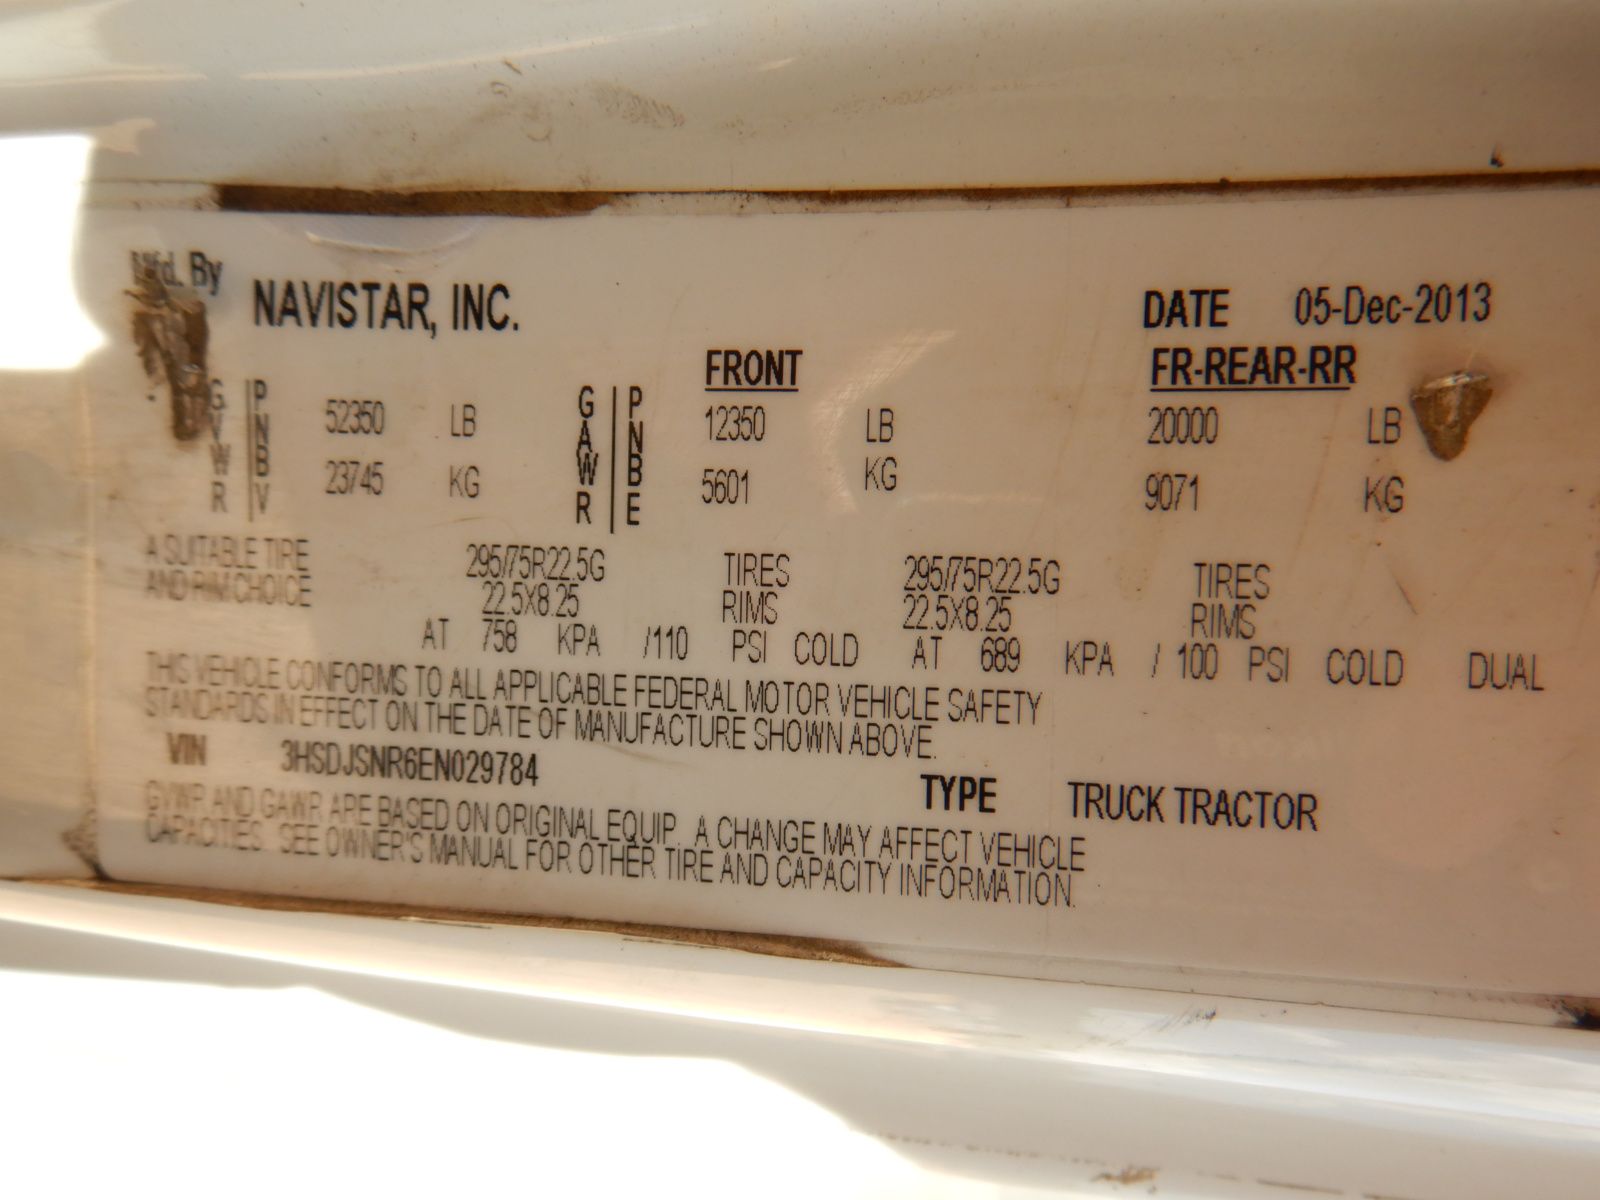 Mfd. By
NAVISTAR, INC.
DATE 05-Dec-2013
FRONT FR-REAR-RR
GVWR | PNBV 52350 LB GAWR | PNBE 12350 LB 20000 LB
23745 KG 5601 KG 9071 KG
A SUITABLE TIRE 295/75R22.5G TIRES 295/75R22.5G TIRES
AND RIM CHOICE 22.5X8.25 RIMS 22.5X8.25 RIMS
AT 758 KPA /110 PSI COLD AT 689 KPA / 100 PSI COLD DUAL
THIS VEHICLE CONFORMS TO ALL APPLICABLE FEDERAL MOTOR VEHICLE SAFETY
STANDARDS IN EFFECT ON THE DATE OF MANUFACTURE SHOWN ABOVE.
VIN 3HSDJSNR6EN029784 TYPE TRUCK TRACTOR
GVWR AND GAWR ARE BASED ON ORIGINAL EQUIP. A CHANGE MAY AFFECT VEHICLE
CAPACITIES. SEE OWNER'S MANUAL FOR OTHER TIRE AND CAPACITY INFORMATION.